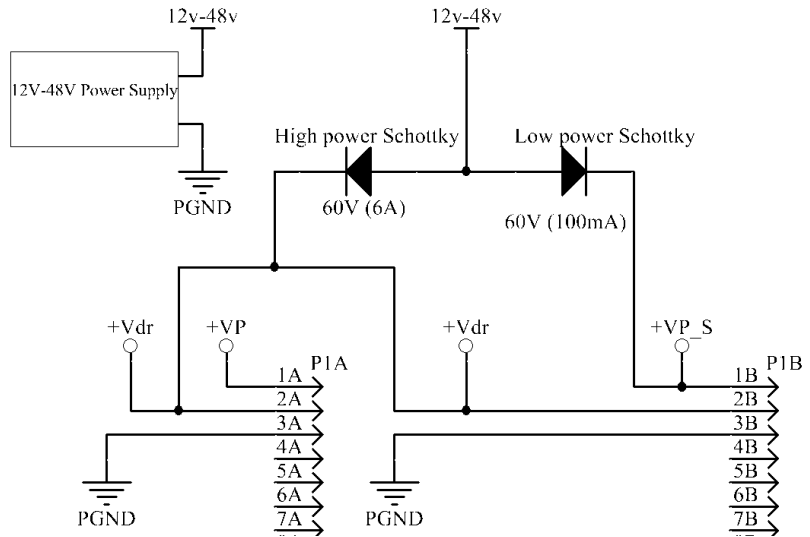 12v-48v
12v-48v
12V-48V Power Supply
High power Schottky
Low power Schottky
PGND
60V (6A)
60V (100mA)
+Vdr
+VP
+Vdr
+VP_S
P1A
P1B
1A
1B
2A
2B
3A
3B
4A
4B
5A
5B
6A
6B
PGND
PGND
7A
7B